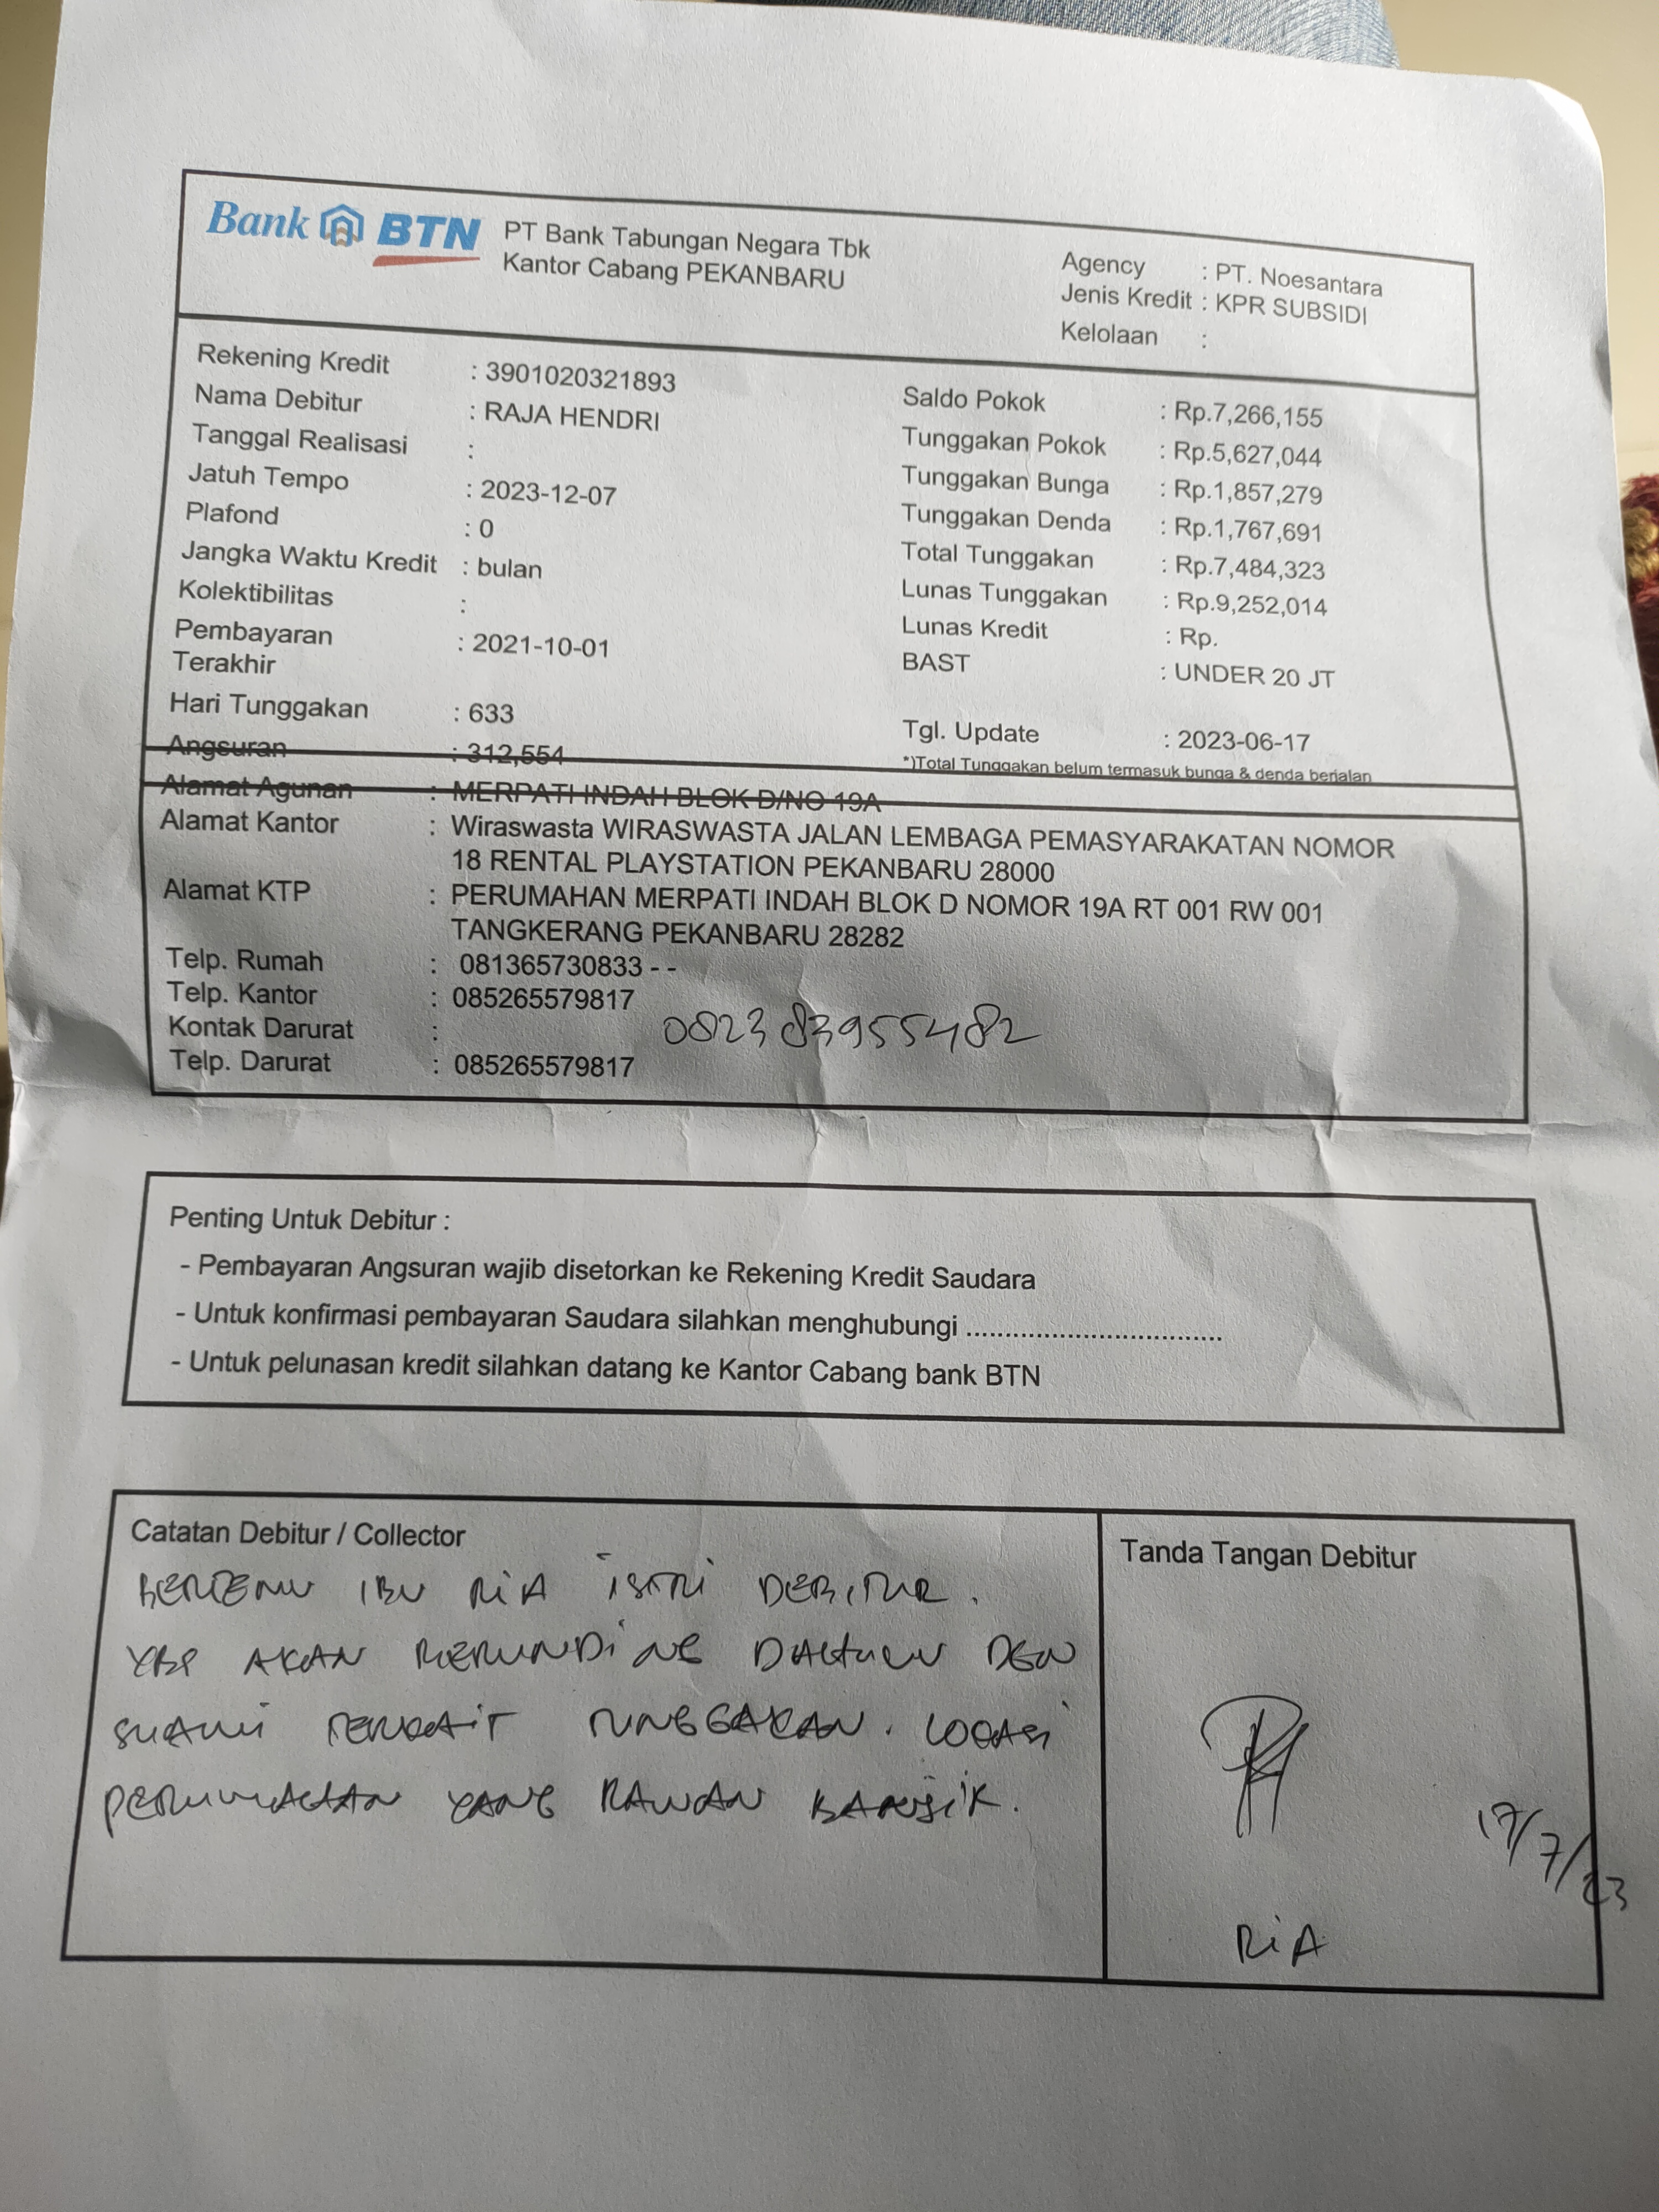 Bank BTN
PT Bank Tabungan Negara Tbk
Kantor Cabang PEKANBARU
Agency : PT. Noesantara
Jenis Kredit : KPR SUBSIDI
Kelolaan :
Rekening Kredit : 3901020321893
Nama Debitur : RAJA HENDRI
Tanggal Realisasi :
Jatuh Tempo : 2023-12-07
Plafond : 0
Jangka Waktu Kredit : bulan
Kolektibilitas :
Pembayaran : 2021-10-01
Terakhir
Hari Tunggakan : 633
Angsuran : 312,554
Saldo Pokok : Rp.7,266,155
Tunggakan Pokok : Rp.5,627,044
Tunggakan Bunga : Rp.1,857,279
Tunggakan Denda : Rp.1,767,691
Total Tunggakan : Rp.7,484,323
Lunas Tunggakan : Rp.9,252,014
Lunas Kredit : Rp.
BAST : UNDER 20 JT
Tgl. Update : 2023-06-17
*)Total Tunggakan belum termasuk bunga & denda berjalan
Alamat Agunan : MERPATI INDAH BLOK D/NO 19A
Alamat Kantor : Wiraswasta WIRASWASTA JALAN LEMBAGA PEMASYARAKATAN NOMOR
18 RENTAL PLAYSTATION PEKANBARU 28000
Alamat KTP : PERUMAHAN MERPATI INDAH BLOK D NOMOR 19A RT 001 RW 001
TANGKERANG PEKANBARU 28282
Telp. Rumah : 081365730833 - -
Telp. Kantor : 085265579817
Kontak Darurat : 082383955482
Telp. Darurat : 085265579817
Penting Untuk Debitur :
- Pembayaran Angsuran wajib disetorkan ke Rekening Kredit Saudara
- Untuk konfirmasi pembayaran Saudara silahkan menghubungi .................................
- Untuk pelunasan kredit silahkan datang ke Kantor Cabang bank BTN
Catatan Debitur / Collector
BERTEMU IBU RIA ISTRI DEBITUR.
YBP AKAN BERUNDING DAHULU DGN
SUAMI TERKAIT TUNGGAKAN. LOKASI
PERUMAHAN YANG RAWAN BANJIR.
Tanda Tangan Debitur
17/7/23
RiA